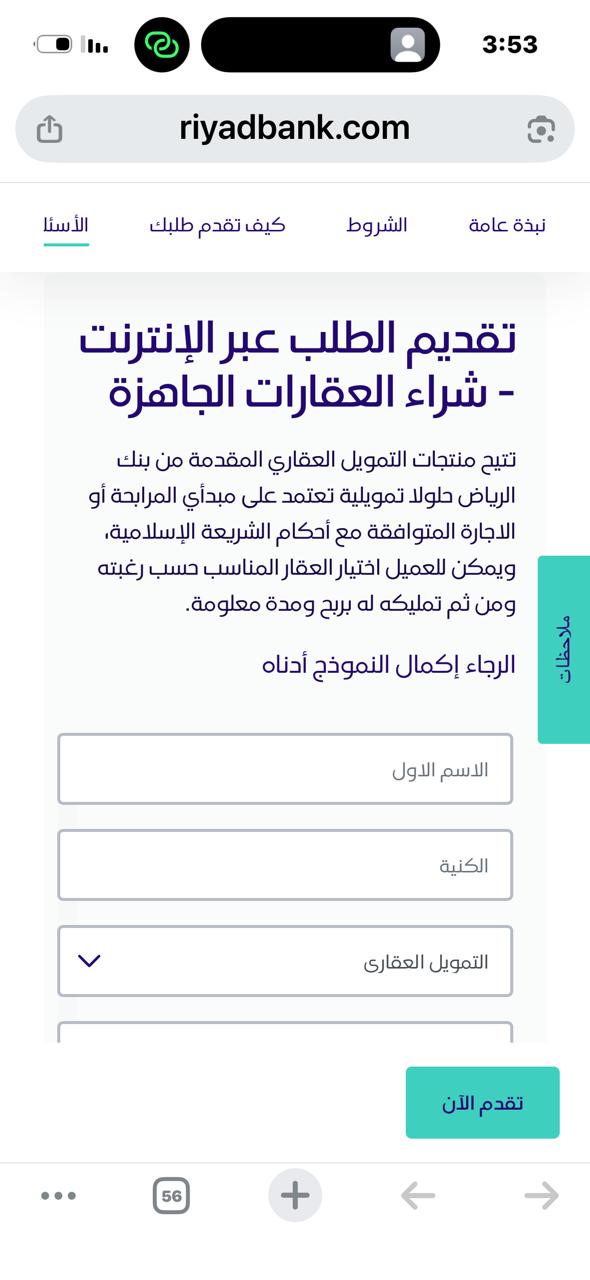 3:53
riyadbank.com
نبذة عامة
الشروط
كيف تقدم طلبك
الأسئلا
تقديم الطلب عبر الإنترنت
- شراء العقارات الجاهزة
تتيح منتجات التمويل العقاري المقدمة من بنك
الرياض حلولا تمويلية تعتمد على مبدأي المرابحة أو
الاجارة المتوافقة مع أحكام الشريعة الإسلامية،
ويمكن للعميل اختيار العقار المناسب حسب رغبته
ومن ثم تمليكه له بربح ومدة معلومة.
ملاحظات
الرجاء إكمال النموذج أدناه
الاسم الاول
الكنية
التمويل العقاري
تقدم الآن
56